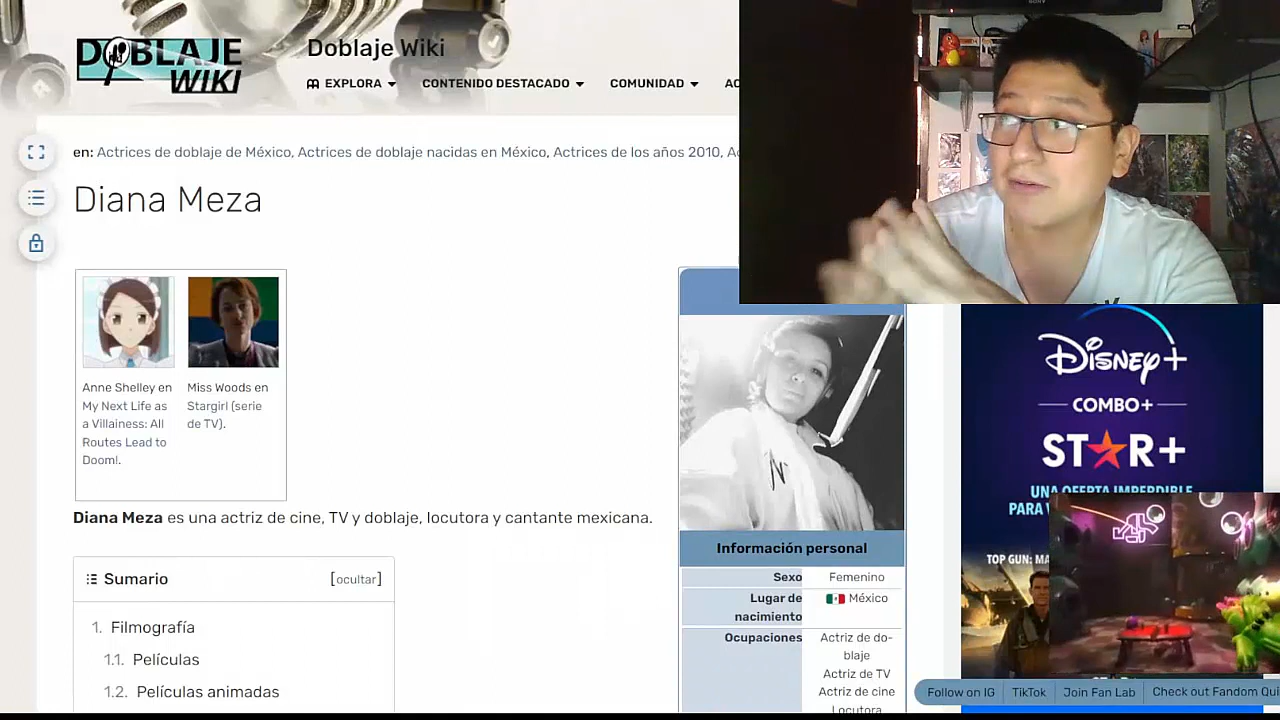 DOBLAJE
WIKI
Doblaje Wiki
EXPLORA
CONTENIDO DESTACADO
COMUNIDAD
en: Actrices de doblaje de México, Actrices de doblaje nacidas en México, Actrices de los años 2010,
Diana Meza
Anne Shelley en
My Next Life as
a Villainess: All
Routes Lead to
Doom!.
Miss Woods en
Stargirl (serie
de TV).
Diana Meza es una actriz de cine, TV y doblaje, locutora y cantante mexicana.
Sumario
[ocultar]
1. Filmografía
1.1. Películas
1.2. Películas animadas
Información personal
Sexo
Femenino
Lugar de
nacimiento
México
Ocupaciones
Actriz de do-
blaje
Actriz de TV
Actriz de cine
Locutora
SONY
Disney+
COMBO+
STAR+
UNA OFERTA IMPERDIBLE
PARA
TOP GUN: MA
Follow on IG
TikTok
Join Fan Lab
Check out Fandom Qui